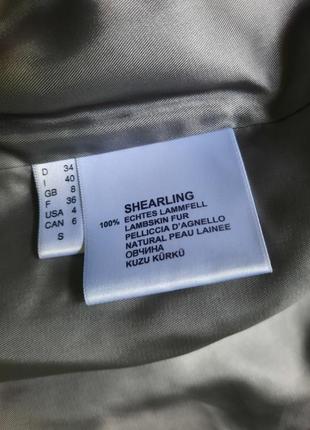 D 34
I 40
GB 8
F 36
USA 4
CAN 6
S
SHEARLING
100% ECHTES LAMMFELL
LAMBSKIN FUR
PELLICCIA D'AGNELLO
NATURAL PEAU LAINEE
ОВЧИНА
KUZU KÜRKÜ